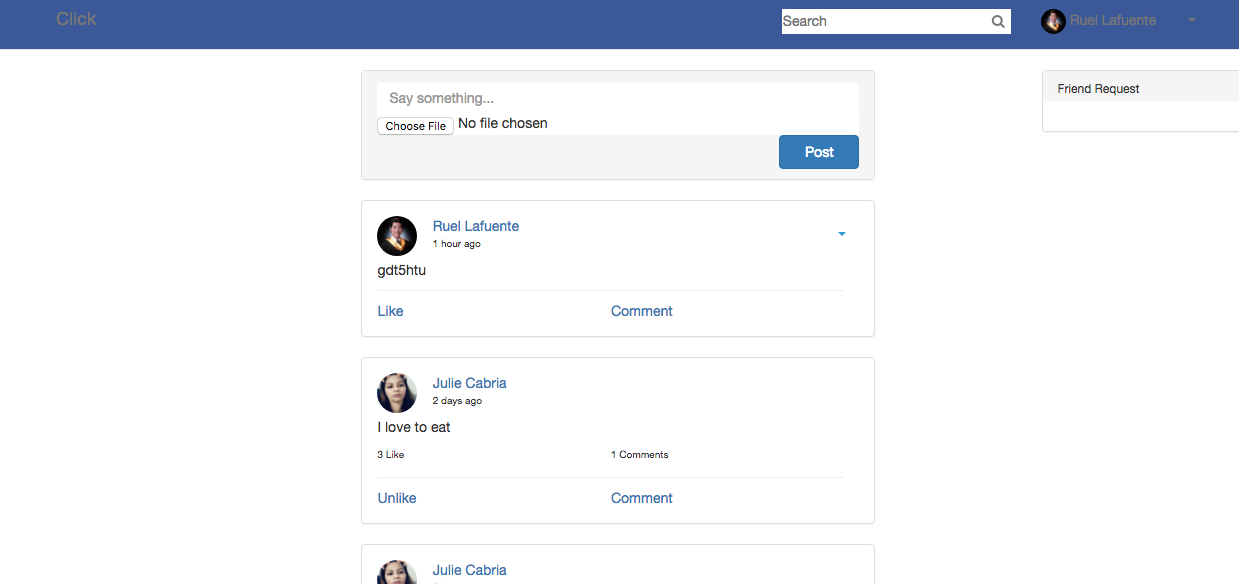 Click
Search
Ruel Lafuente
Say something...
Choose File No file chosen
Post
Friend Request
Ruel Lafuente
1 hour ago
gdt5htu
Like Comment
Julie Cabria
2 days ago
I love to eat
3 Like 1 Comments
Unlike Comment
Julie Cabria